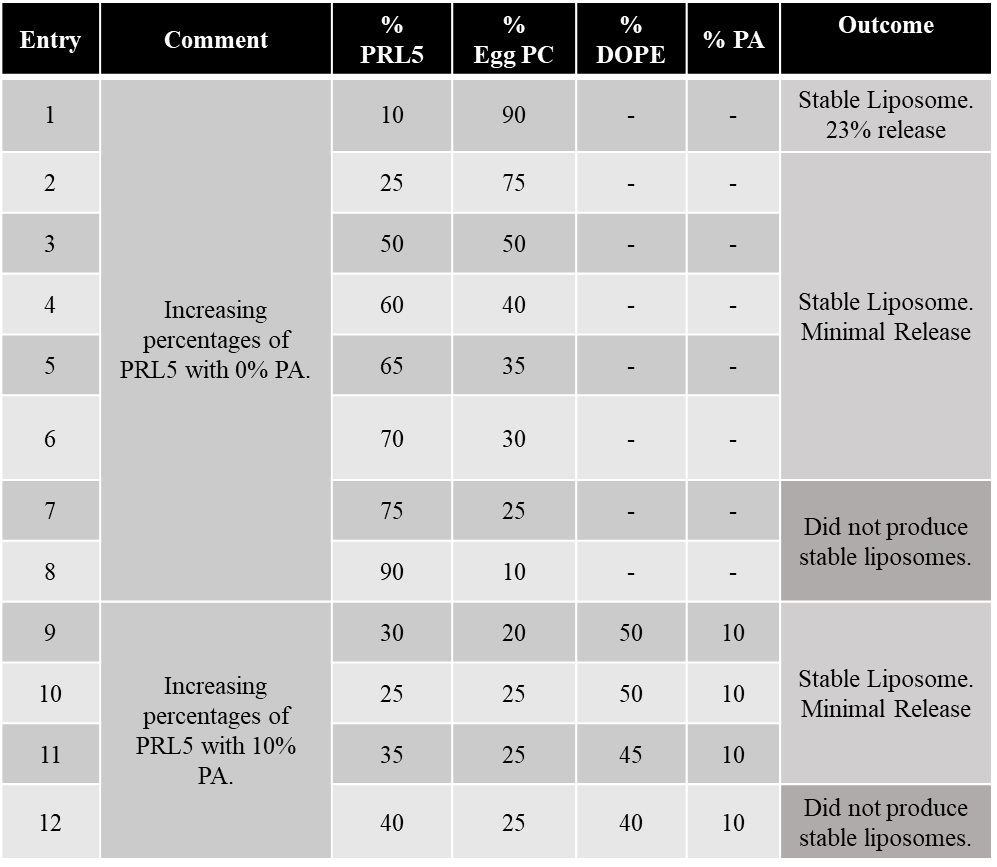 Entry Comment % PRL5 % Egg PC % DOPE % PA Outcome
1 10 90 - - Stable Liposome. 23% release
2 25 75 - -
3 50 50 - -
4 60 40 - -
Increasing percentages of PRL5 with 0% PA.
Stable Liposome. Minimal Release
5 65 35 - -
6 70 30 - -
7 75 25 - -
Did not produce stable liposomes.
8 90 10 - -
9 30 20 50 10
10 25 25 50 10
Increasing percentages of PRL5 with 10% PA.
Stable Liposome. Minimal Release
11 35 25 45 10
12 40 25 40 10 Did not produce stable liposomes.